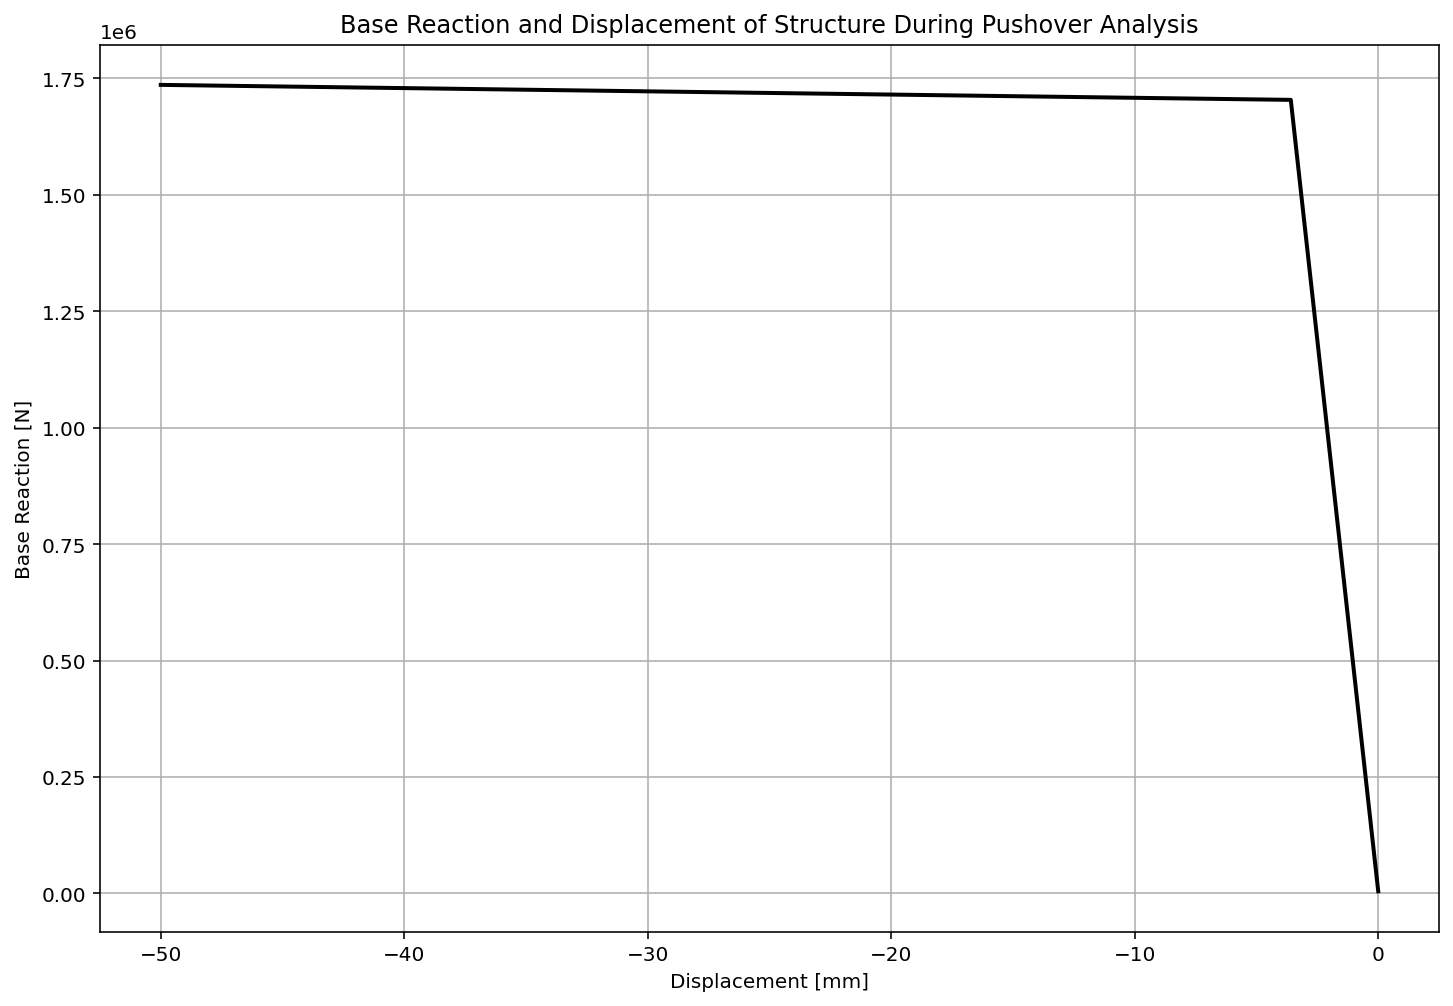 Base Reaction and Displacement of Structure During Pushover Analysis
1e6
1.75
1.50
1.25
1.00
0.75
0.50
0.25
0.00
Base Reaction [N]
−50 −40 −30 −20 −10 0
Displacement [mm]